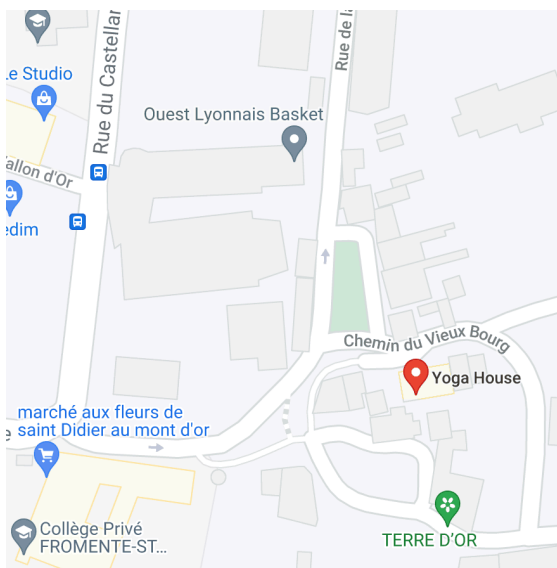 Le Studio
Rue du Castellar
Rue de la
Ouest Lyonnais Basket
allon d'Or
edim
Chemin du Vieux Bourg
Yoga House
marché aux fleurs de
saint Didier au mont d'or
e
Collège Privé
FROMENTE-ST...
TERRE D'OR